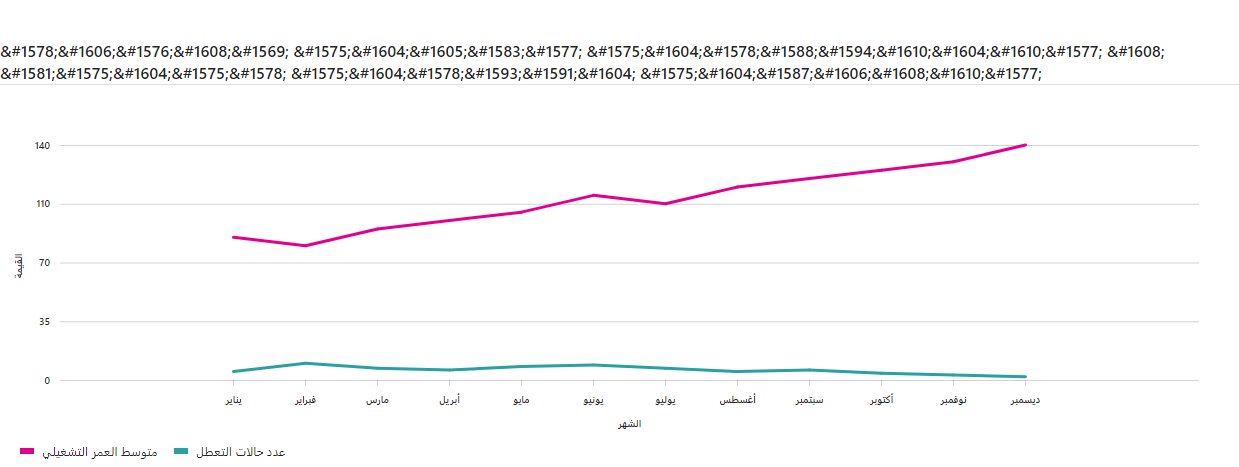 &#1578;&#1606;&#1576;&#1608;&#1569; &#1575;&#1604;&#1605;&#1583;&#1577; &#1575;&#1604;&#1578;&#1588;&#1594;&#1610;&#1604;&#1610;&#1577; &#1608;
&#1581;&#1575;&#1604;&#1575;&#1578; &#1575;&#1604;&#1578;&#1593;&#1591;&#1604; &#1575;&#1604;&#1587;&#1606;&#1608;&#1610;&#1577;
140
110
70
35
0
القيمة
يناير فبراير مارس أبريل مايو يونيو يوليو أغسطس سبتمبر أكتوبر نوفمبر ديسمبر
الشهر
متوسط العمر التشغيلي
عدد حالات التعطل